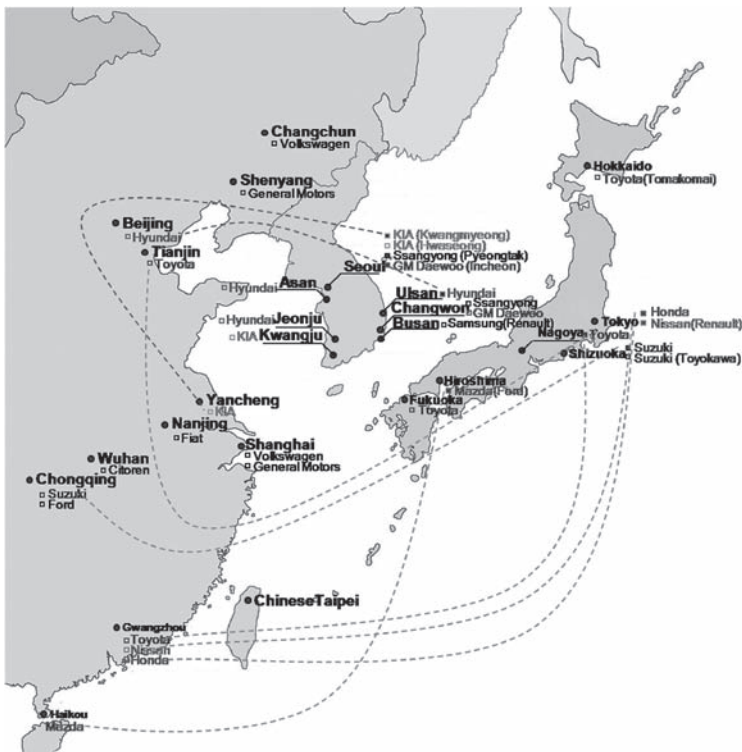 Changchun
Volkswagen
Shenyang
General Motors
Hokkaido
Toyota(Tomakomai)
Beijing
Hyundai
Tianjin
Toyota
KIA (Kwangmyeong)
KIA (Hwaseong)
Ssangyong (Pyeongtak)
GM Daewoo (Incheon)
Seoul
Hyundai Asan
Ulsan Hyundai
Changwon Ssangyong
GM Daewoo
Busan Samsung(Renault)
Hyundai Jeonju
KIA Kwangju
Tokyo
Honda
Nissan(Renault)
Nagoya
Toyota
Shizuoka
Suzuki
Suzuki (Toyokawa)
Hiroshima
Mazda(Ford)
Fukuoka
Toyota
Yancheng
KIA
Nanjing
Fiat
Shanghai
Volkswagen
General Motors
Wuhan
Citoren
Chongqing
Suzuki
Ford
Chinese Taipei
Gwangzhou
Toyota
Nissan
Honda
Haikou
Mazda